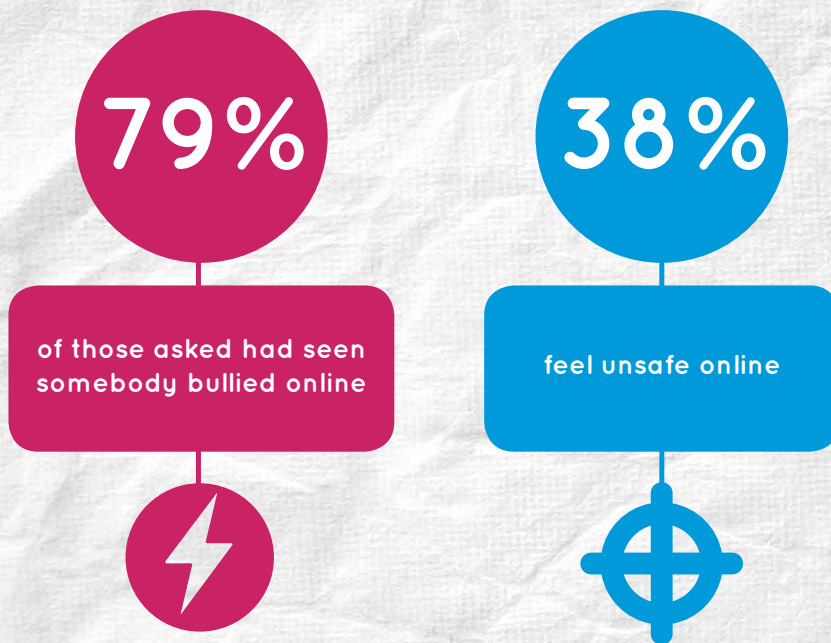 79%
of those asked had seen
somebody bullied online
38%
feel unsafe online